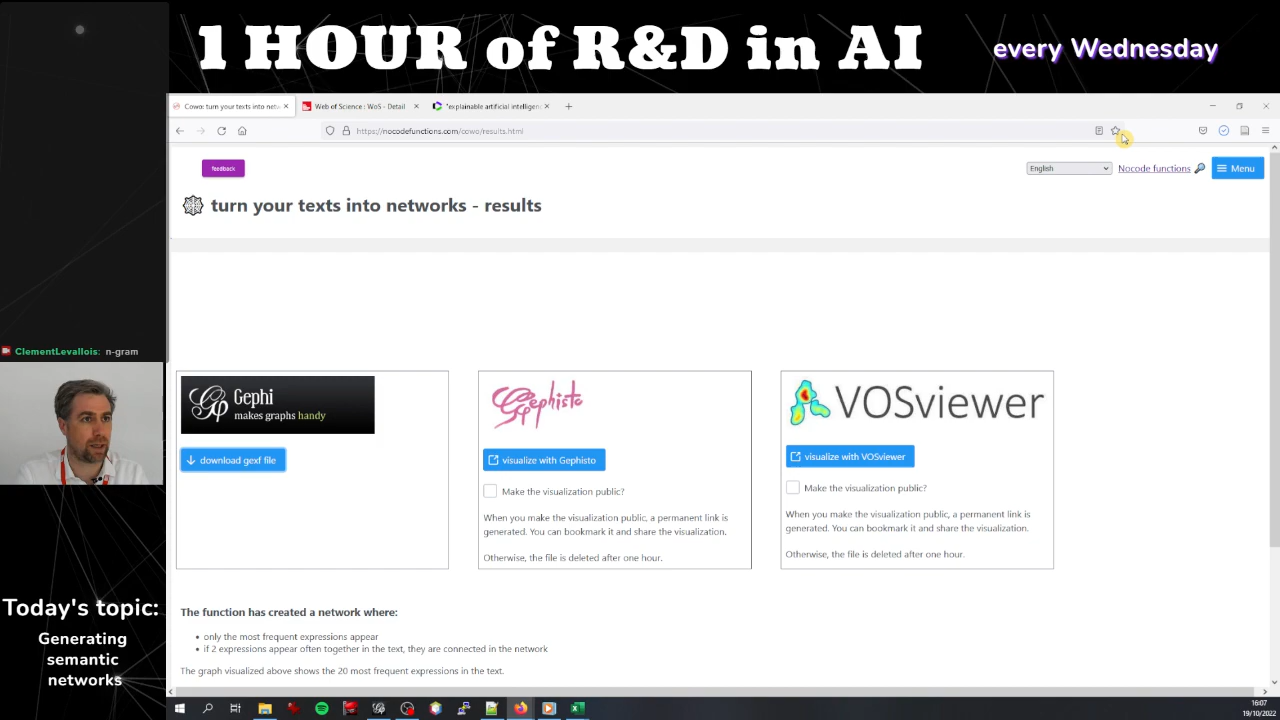 1 HOUR of R&D in AI
every Wednesday
Cowo: turn your texts into netw
Web of Science : WoS - Detail
"explainable artificial intelligen
https://nocodefunctions.com/cowo/results.html
feedback
English
Nocode functions
Menu
turn your texts into networks - results
ClementLevallois: n-gram
Gephi
makes graphs handy
download gexf file
Gephisto
visualize with Gephisto
Make the visualization public?
When you make the visualization public, a permanent link is
generated. You can bookmark it and share the visualization.
Otherwise, the file is deleted after one hour.
VOSviewer
visualize with VOSviewer
Make the visualization public?
When you make the visualization public, a permanent link is
generated. You can bookmark it and share the visualization.
Otherwise, the file is deleted after one hour.
Today's topic:
Generating
semantic
networks
The function has created a network where:
only the most frequent expressions appear
if 2 expressions appear often together in the text, they are connected in the network
The graph visualized above shows the 20 most frequent expressions in the text.
16:07
19/10/2022